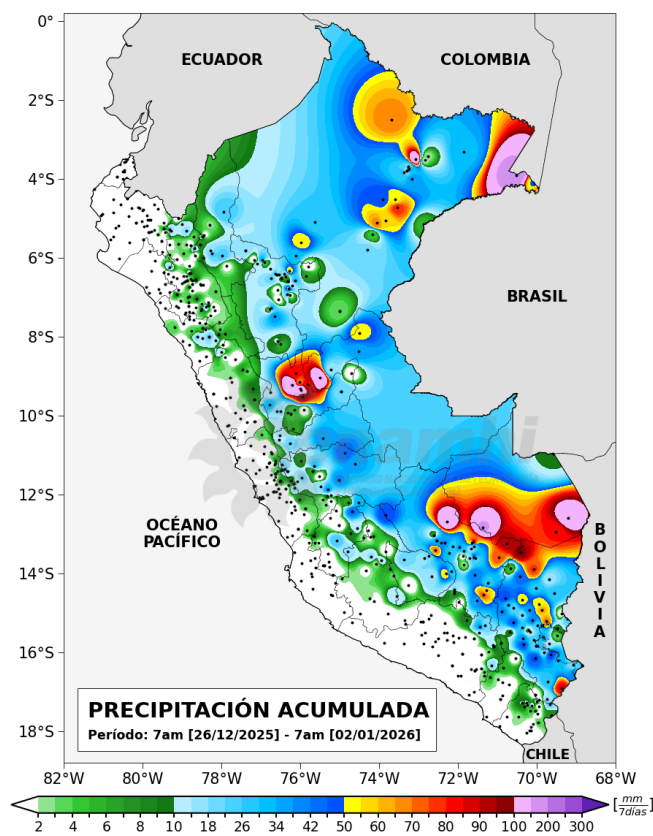 0°
2°S
4°S
6°S
8°S
10°S
12°S
14°S
16°S
18°S
ECUADOR
COLOMBIA
BRASIL
OCÉANO
PACÍFICO
BOLIVIA
CHILE
PRECIPITACIÓN ACUMULADA
Período: 7am [26/12/2025] - 7am [02/01/2026]
82°W 80°W 78°W 76°W 74°W 72°W 70°W 68°W
2 4 6 8 10 18 26 34 42 50 60 70 80 90 100 200 300
[mm/7días]